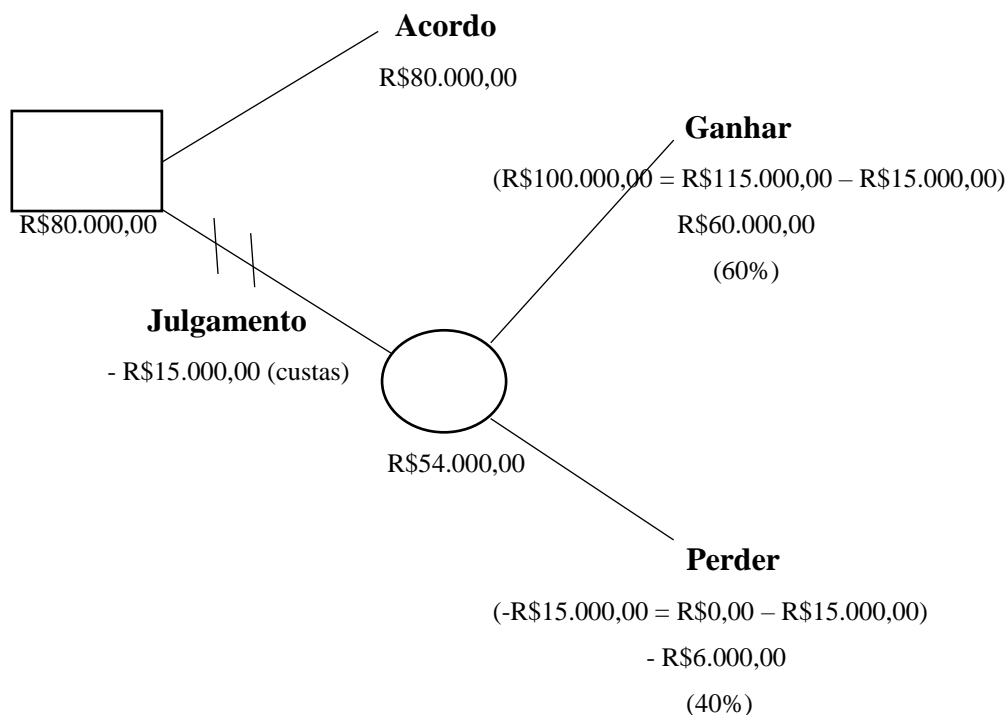 Acordo
R$80.000,00
Ganhar
(R$100.000,00 = R$115.000,00 – R$15.000,00)
R$60.000,00
(60%)
R$80.000,00
Julgamento
- R$15.000,00 (custas)
R$54.000,00
Perder
(-R$15.000,00 = R$0,00 – R$15.000,00)
- R$6.000,00
(40%)